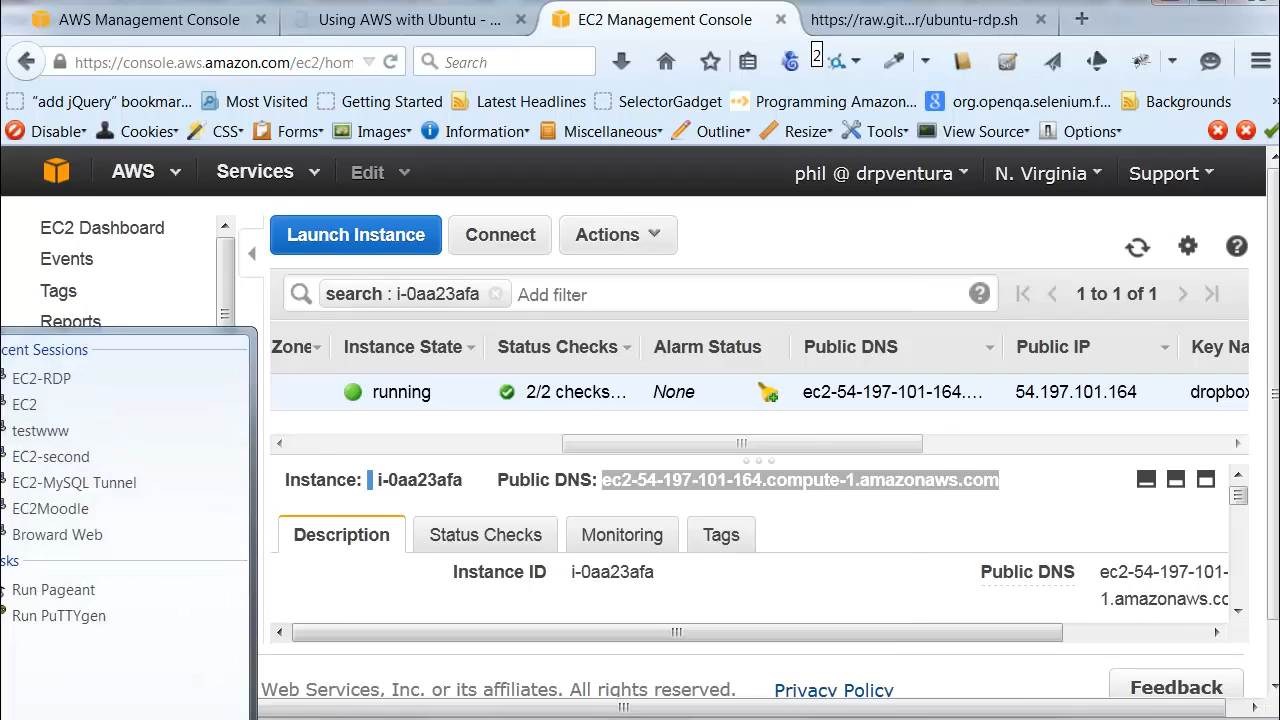 AWS Management Console
Using AWS with Ubuntu - ...
EC2 Management Console
https://raw.git...r/ubuntu-rdp.sh
https://console.aws.amazon.com/ec2/hom
Search
2
"add jQuery" bookmar...
Most Visited
Getting Started
Latest Headlines
SelectorGadget
Programming Amazon...
org.openqa.selenium.f...
Backgrounds
Disable
Cookies
CSS
Forms
Images
Information
Miscellaneous
Outline
Resize
Tools
View Source
Options
AWS
Services
Edit
phil @ drpventura
N. Virginia
Support
EC2 Dashboard
Events
Tags
Reports
Launch Instance
Connect
Actions
search : i-0aa23afa
Add filter
1 to 1 of 1
Zone
Instance State
Status Checks
Alarm Status
Public DNS
Public IP
Key Na
running
2/2 checks...
None
ec2-54-197-101-164....
54.197.101.164
dropbox
Instance: i-0aa23afa
Public DNS: ec2-54-197-101-164.compute-1.amazonaws.com
Description
Status Checks
Monitoring
Tags
Instance ID
i-0aa23afa
Public DNS
ec2-54-197-101-
1.amazonaws.co
cent Sessions
EC2-RDP
EC2
testwww
EC2-second
EC2-MySQL Tunnel
EC2Moodle
Broward Web
sks
Run Pageant
Run PuTTYgen
Web Services, Inc. or its affiliates. All rights reserved.
Privacy Policy
Feedback